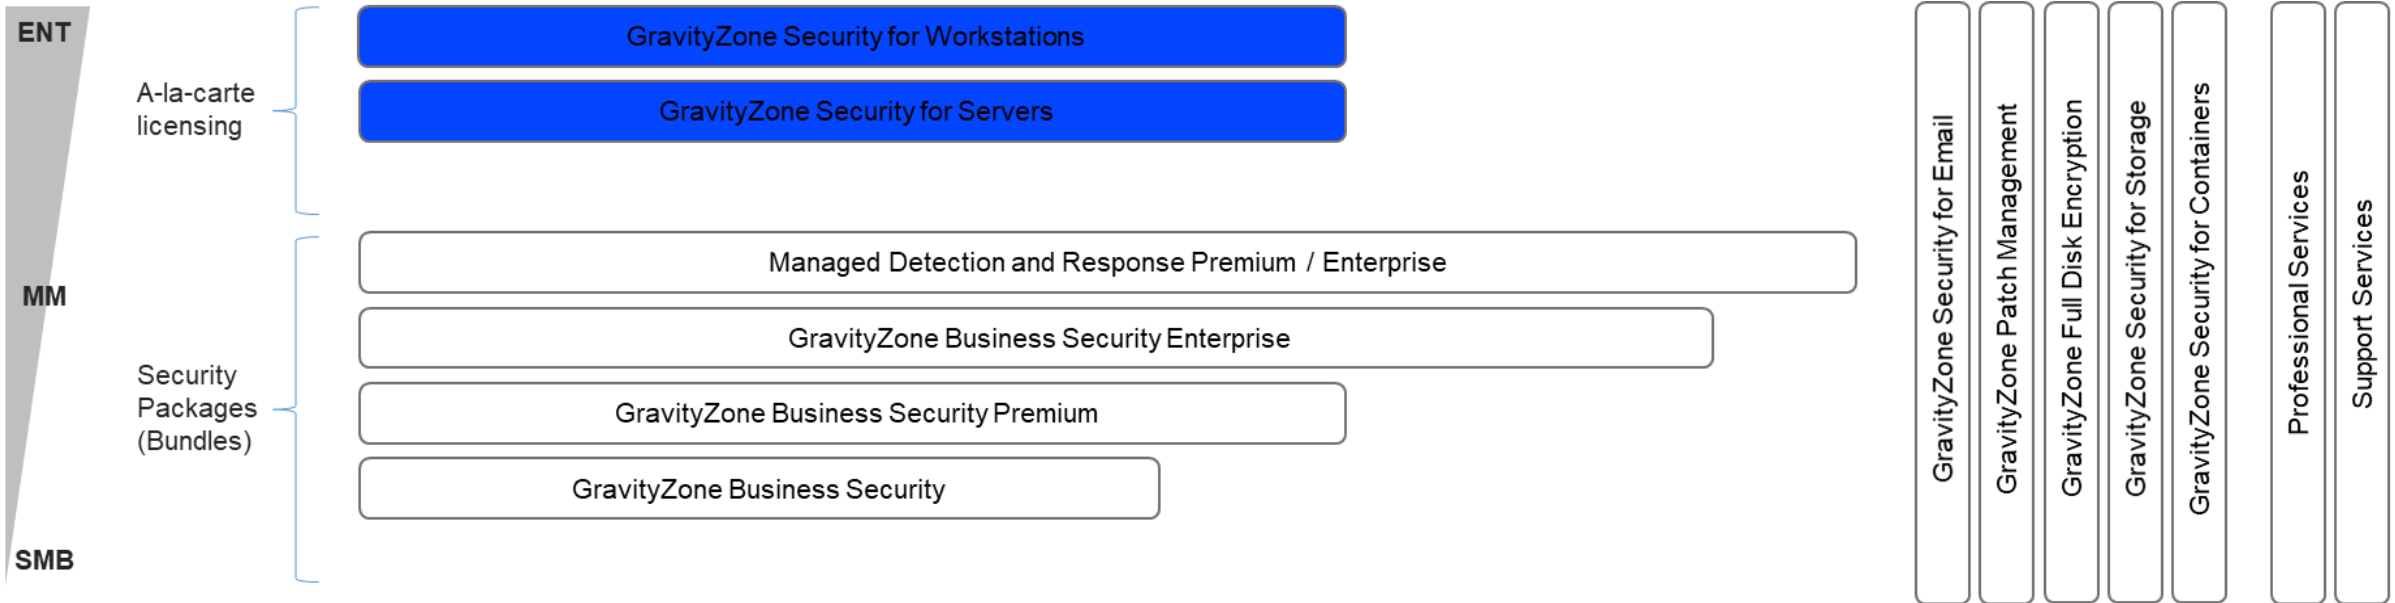 ENT
A-la-carte
licensing
GravityZone Security for Workstations
GravityZone Security for Servers
MM
Security
Packages
(Bundles)
Managed Detection and Response Premium / Enterprise
GravityZone Business Security Enterprise
GravityZone Business Security Premium
GravityZone Business Security
SMB
GravityZone Security for Email
GravityZone Patch Management
GravityZone Full Disk Encryption
GravityZone Security for Storage
GravityZone Security for Containers
Professional Services
Support Services